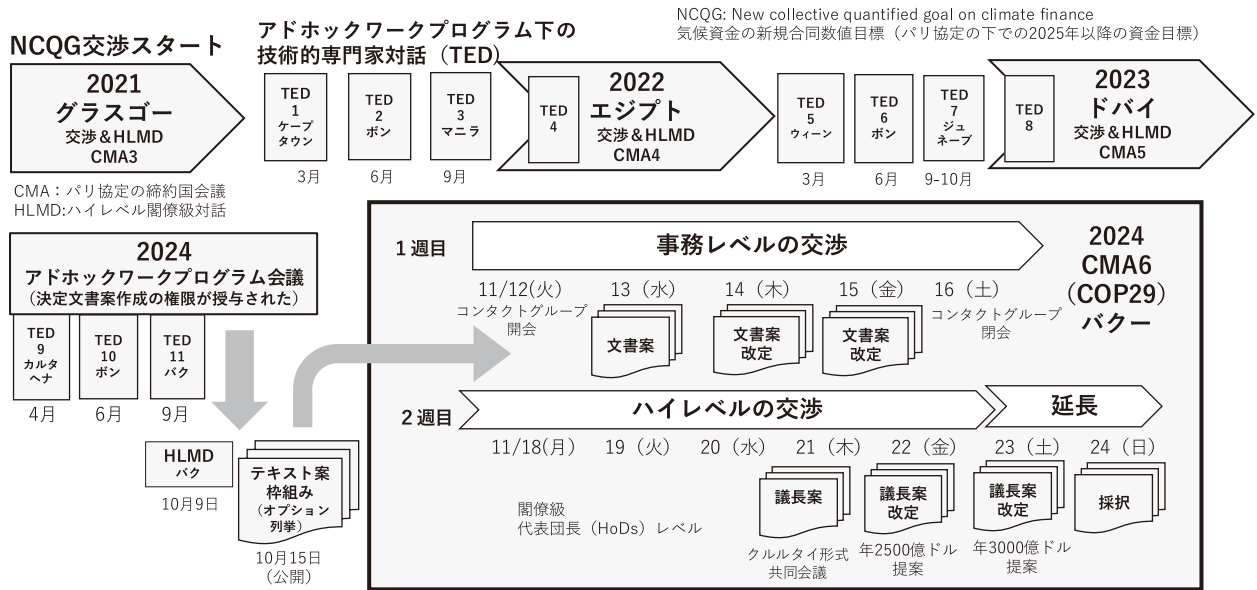 NCQG: New collective quantified goal on climate finance
気候資金の新規合同数値目標（パリ協定の下での2025年以降の資金目標）
NCQG交渉スタート
アドホックワークプログラム下の
技術的専門家対話（TED）
2021
グラスゴー
交渉＆HLMD
CMA3
TED
1
ケープ
タウン
3月
TED
2
ボン
6月
TED
3
マニラ
9月
TED
4
2022
エジプト
交渉＆HLMD
CMA4
TED
5
ウィーン
3月
TED
6
ボン
6月
TED
7
ジュ
ネーブ
9-10月
TED
8
2023
ドバイ
交渉＆HLMD
CMA5
CMA：パリ協定の締約国会議
HLMD:ハイレベル閣僚級対話
2024
アドホックワークプログラム会議
（決定文書案作成の権限が授与された）
TED
9
カルタ
ヘナ
4月
TED
10
ボン
6月
TED
11
バク
9月
HLMD
バク
10月9日
テキスト案
枠組み
（オプション
列挙）
10月15日
（公開）
2024
CMA6
（COP29）
バクー
1週目
事務レベルの交渉
11/12(火)
コンタクトグループ
開会
13（水）
文書案
14（木）
文書案
改定
15（金）
文書案
改定
16（土）
コンタクトグループ
閉会
2週目
ハイレベルの交渉
延長
11/18(月)
19（火）
20（水）
21（木）
22（金）
23（土）
24（日）
閣僚級
代表団長（HoDs）レベル
議長案
クルルタイ形式
共同会議
議長案
改定
年2500億ドル
提案
議長案
改定
年3000億ドル
提案
採択